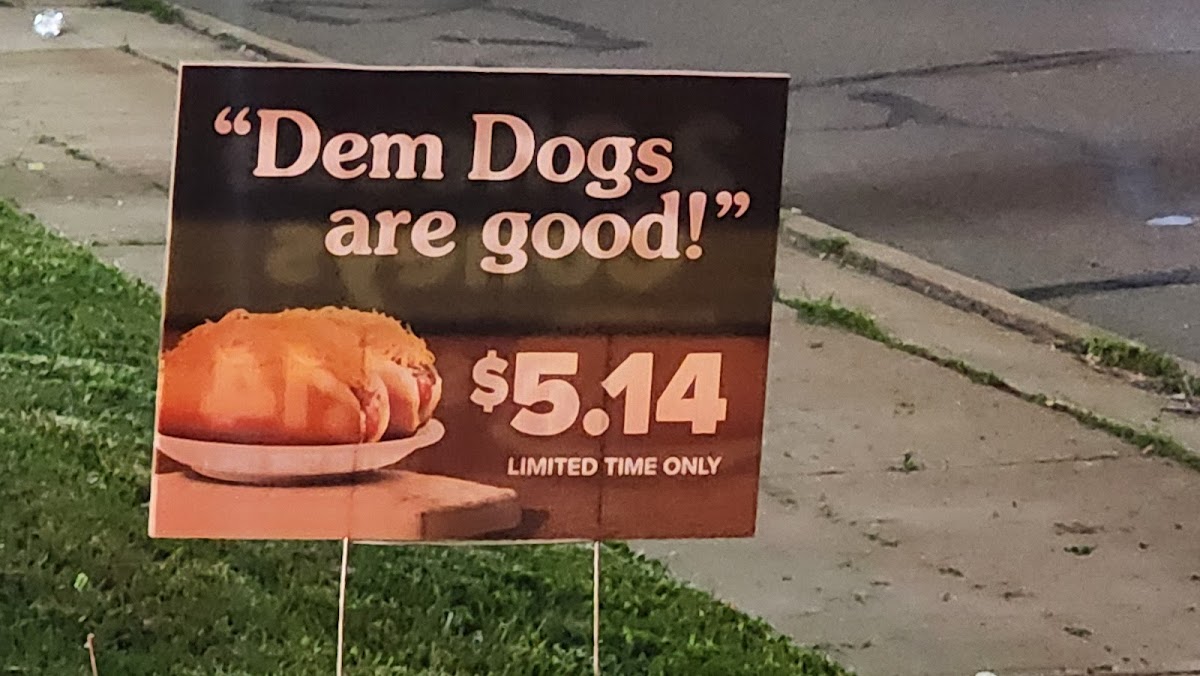 “Dem Dogs
are good!”
$5.14
LIMITED TIME ONLY